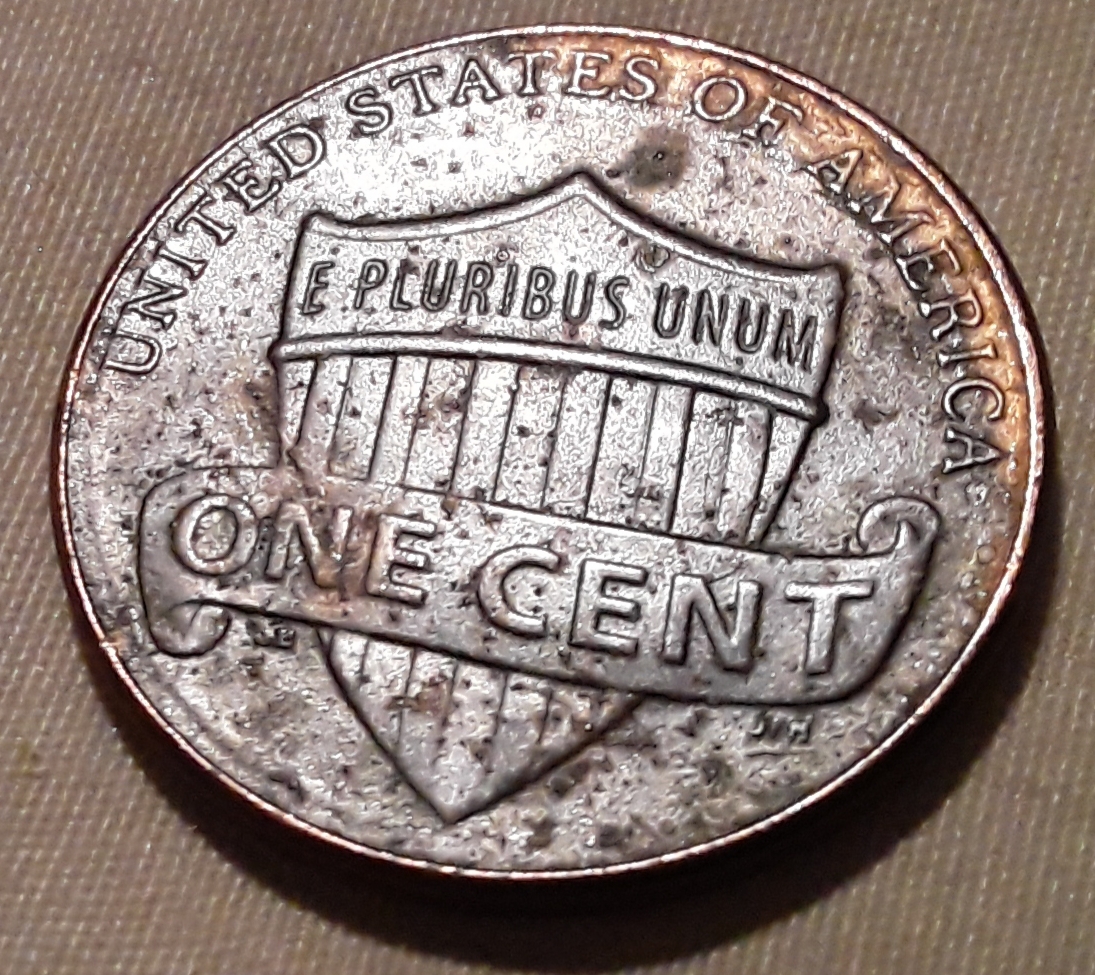 UNITED STATES OF AMERICA
E PLURIBUS UNUM
ONE CENT